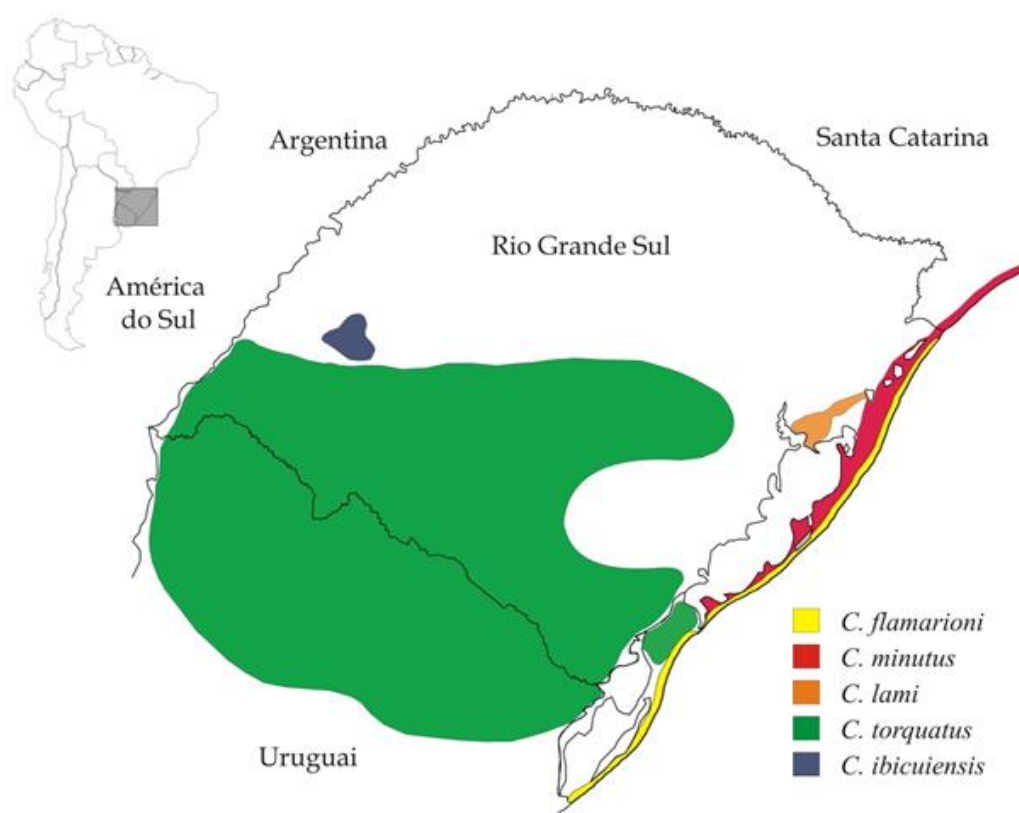 Argentina
Santa Catarina
Rio Grande Sul
América
do Sul
Uruguai
C. flamarioni
C. minutus
C. lami
C. torquatus
C. ibicuiensis